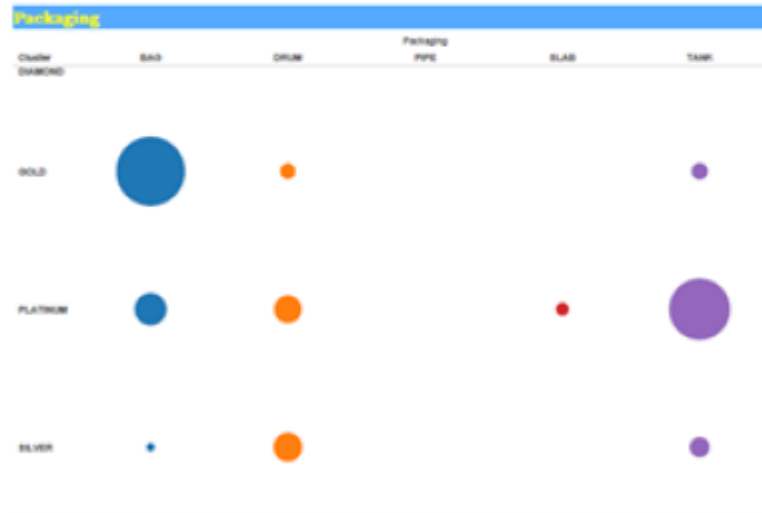 Packaging
Packaging
Cluster BAG DRUM PIPE SLAB TANK
DIAMOND
GOLD
PLATINUM
SILVER